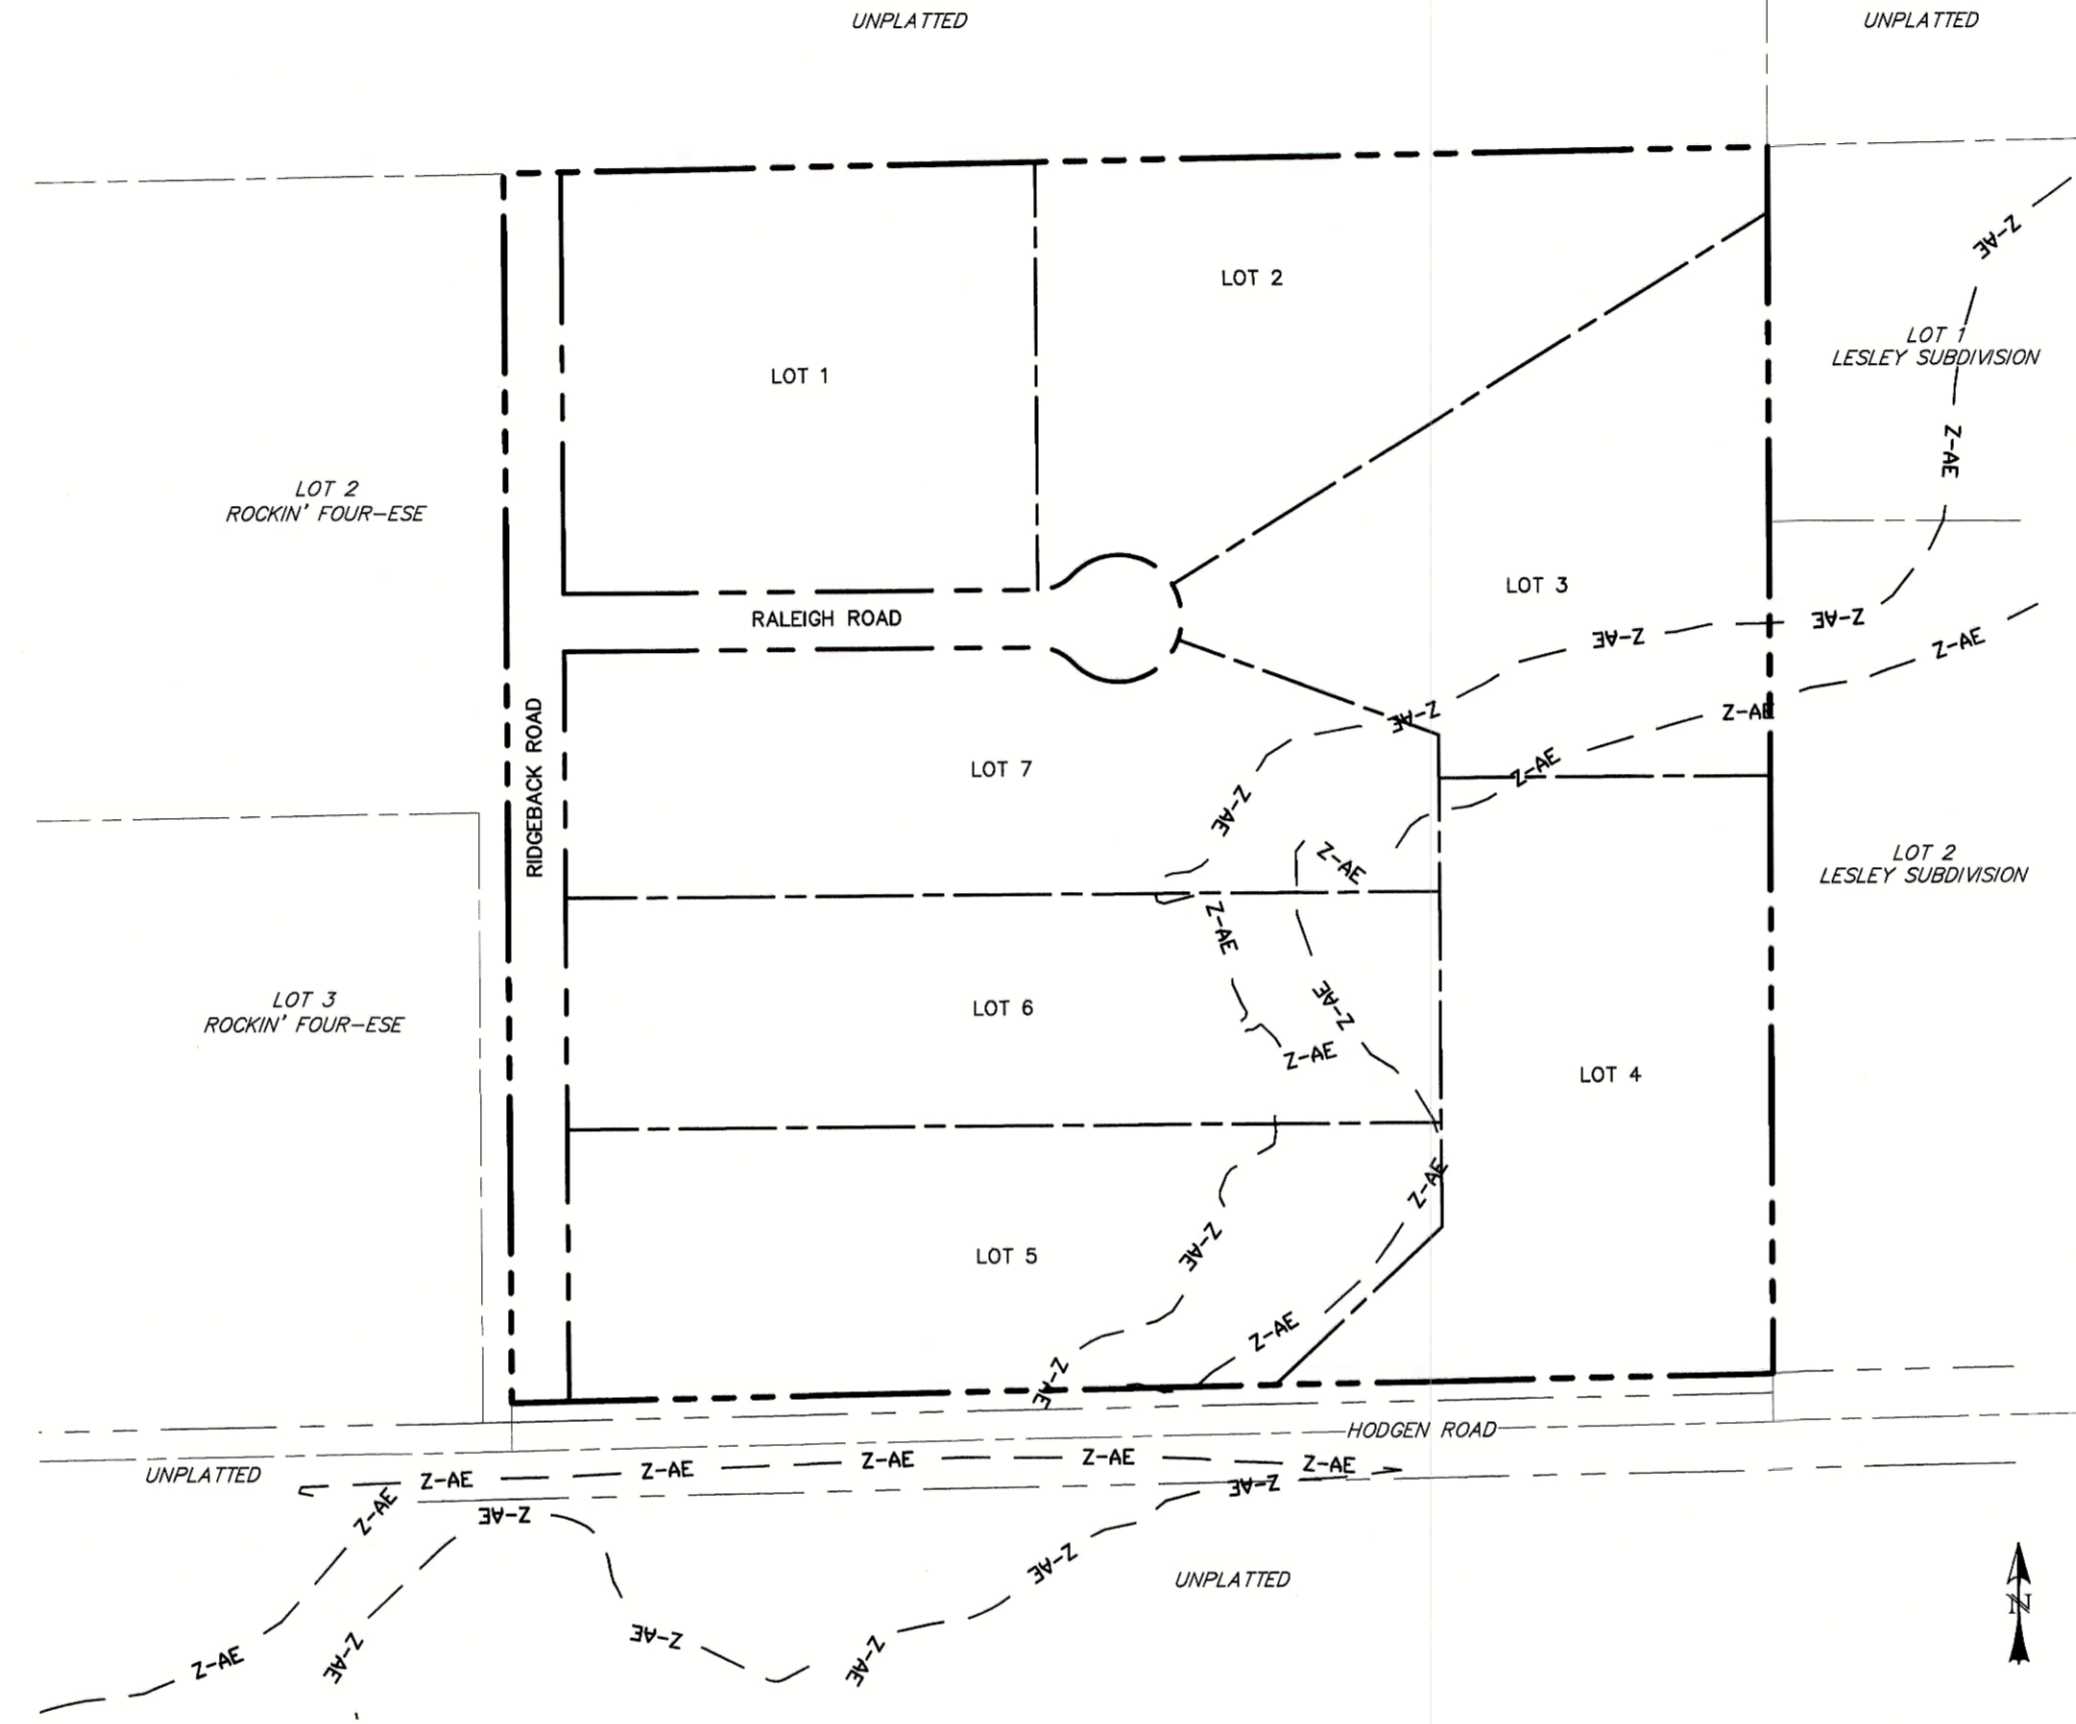 UNPLATTED
UNPLATTED
Z-AE
LOT 2
LOT 1
LESLEY SUBDIVISION
LOT 1
Z-AE
LOT 2
ROCKIN' FOUR-ESE
LOT 3
RALEIGH ROAD
Z-AE
Z-AE
Z-AE
Z-AE
Z-AE
RIDGEBACK ROAD
LOT 7
Z-AE
Z-AE
Z-AE
LOT 2
LESLEY SUBDIVISION
Z-AE
LOT 3
ROCKIN' FOUR-ESE
LOT 6
Z-AE
Z-AE
LOT 4
Z-AE
Z-AE
LOT 5
Z-AE
Z-AE
HODGEN ROAD
UNPLATTED
Z-AE
Z-AE
Z-AE
Z-AE
Z-AE
Z-AE
Z-AE
Z-AE
Z-AE
UNPLATTED
Z-AE
Z-AE
Z-AE
Z-AE
N